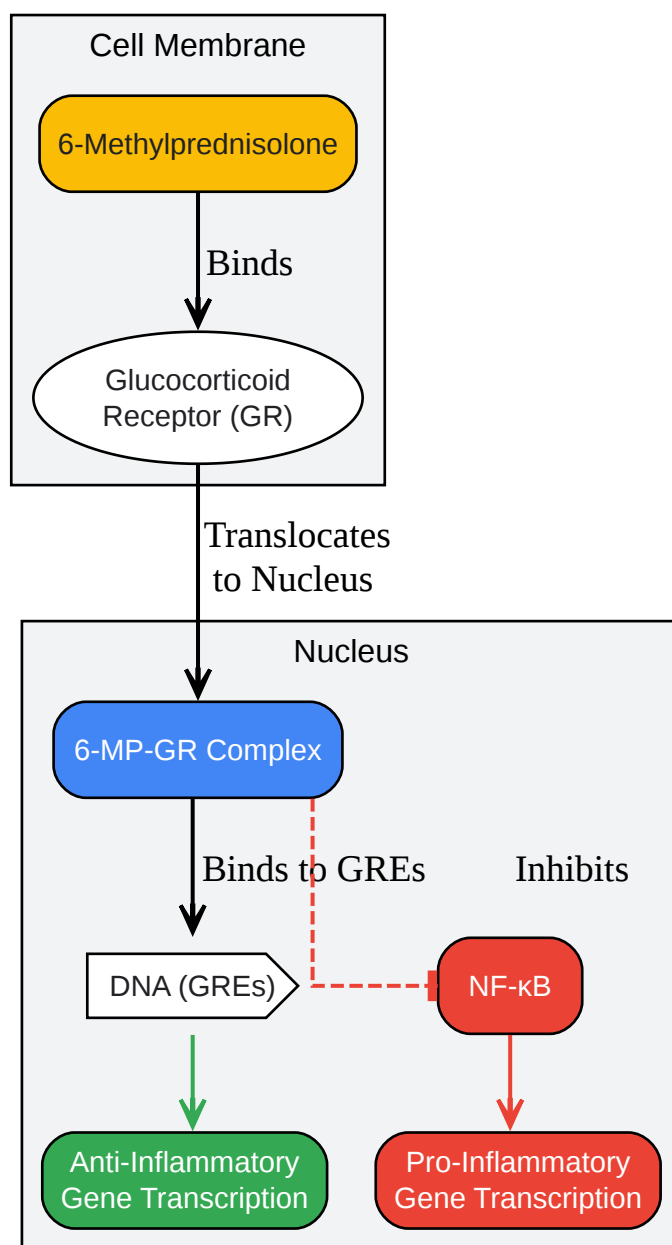 Cell Membrane
6-Methylprednisolone
Binds
Glucocorticoid
Receptor (GR)
Translocates
to Nucleus
Nucleus
6-MP-GR Complex
Binds to GREs
Inhibits
DNA (GREs)
NF-κB
Anti-Inflammatory
Gene Transcription
Pro-Inflammatory
Gene Transcription